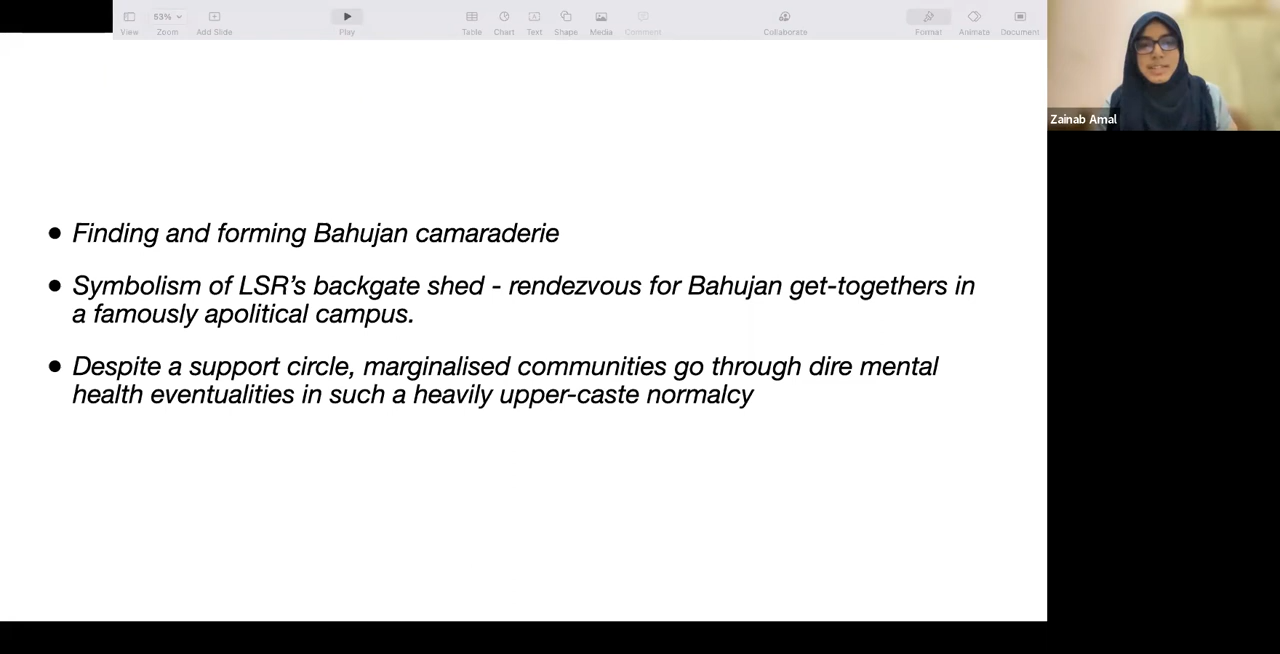 53%
View
Zoom
Add Slide
Play
Table
Chart
Text
Shape
Media
Comment
Collaborate
Format
Animate
Document
Zainab Amal
• Finding and forming Bahujan camaraderie
• Symbolism of LSR’s backgate shed - rendezvous for Bahujan get-togethers in
a famously apolitical campus.
• Despite a support circle, marginalised communities go through dire mental
health eventualities in such a heavily upper-caste normalcy